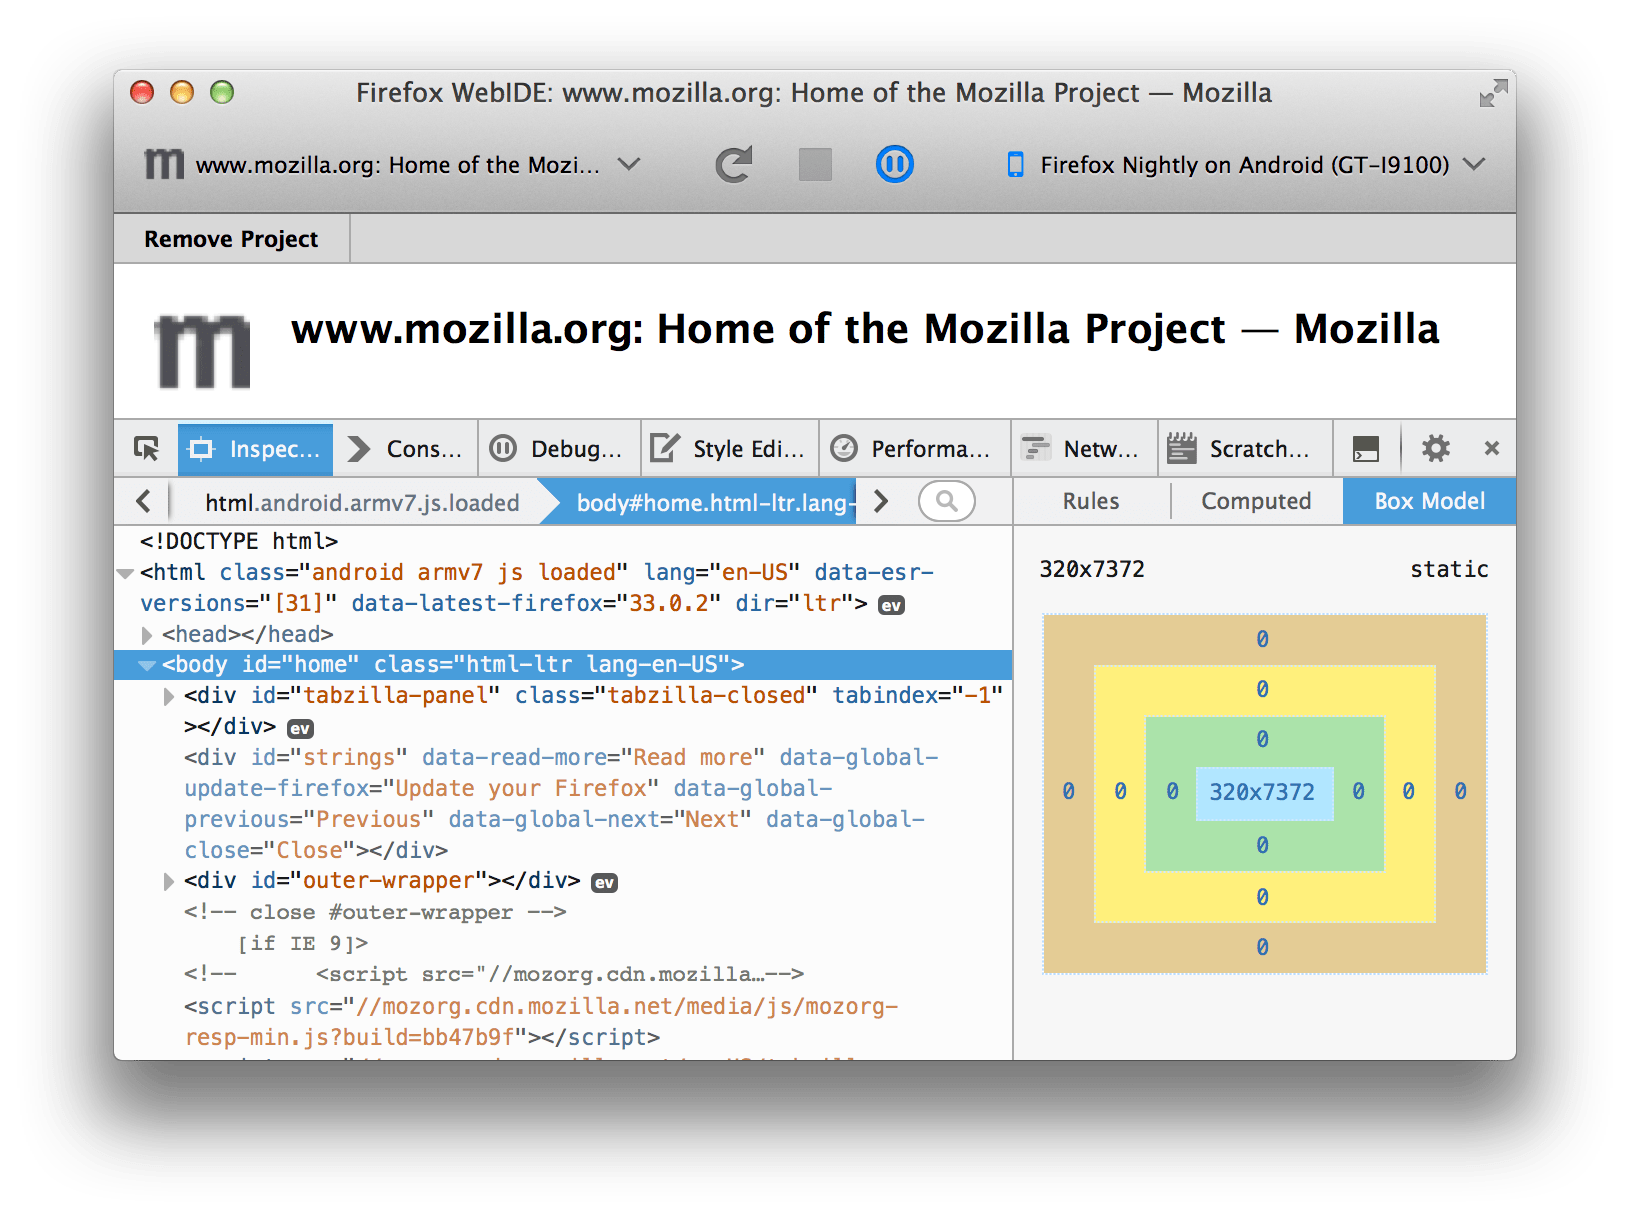 Firefox WebIDE: www.mozilla.org: Home of the Mozilla Project — Mozilla
m www.mozilla.org: Home of the Mozi... Firefox Nightly on Android (GT-I9100)
Remove Project
m www.mozilla.org: Home of the Mozilla Project — Mozilla
Inspec... Cons... Debug... Style Edi... Performa... Netw... Scratch...
html.android.armv7.js.loaded body#home.html-ltr.lang- Rules Computed Box Model
<!DOCTYPE html>
<html class="android armv7 js loaded" lang="en-US" data-esr-
versions="[31]" data-latest-firefox="33.0.2" dir="ltr"> ev
<head></head>
<body id="home" class="html-ltr lang-en-US">
<div id="tabzilla-panel" class="tabzilla-closed" tabindex="-1"
></div> ev
<div id="strings" data-read-more="Read more" data-global-
update-firefox="Update your Firefox" data-global-
previous="Previous" data-global-next="Next" data-global-
close="Close"></div>
<div id="outer-wrapper"></div> ev
<!-- close #outer-wrapper -->
[if IE 9]>
<!-- <script src="//mozorg.cdn.mozilla…-->
<script src="//mozorg.cdn.mozilla.net/media/js/mozorg-
resp-min.js?build=bb47b9f"></script>
320x7372 static
0
0
0
0 0 0 320x7372 0 0 0
0
0
0